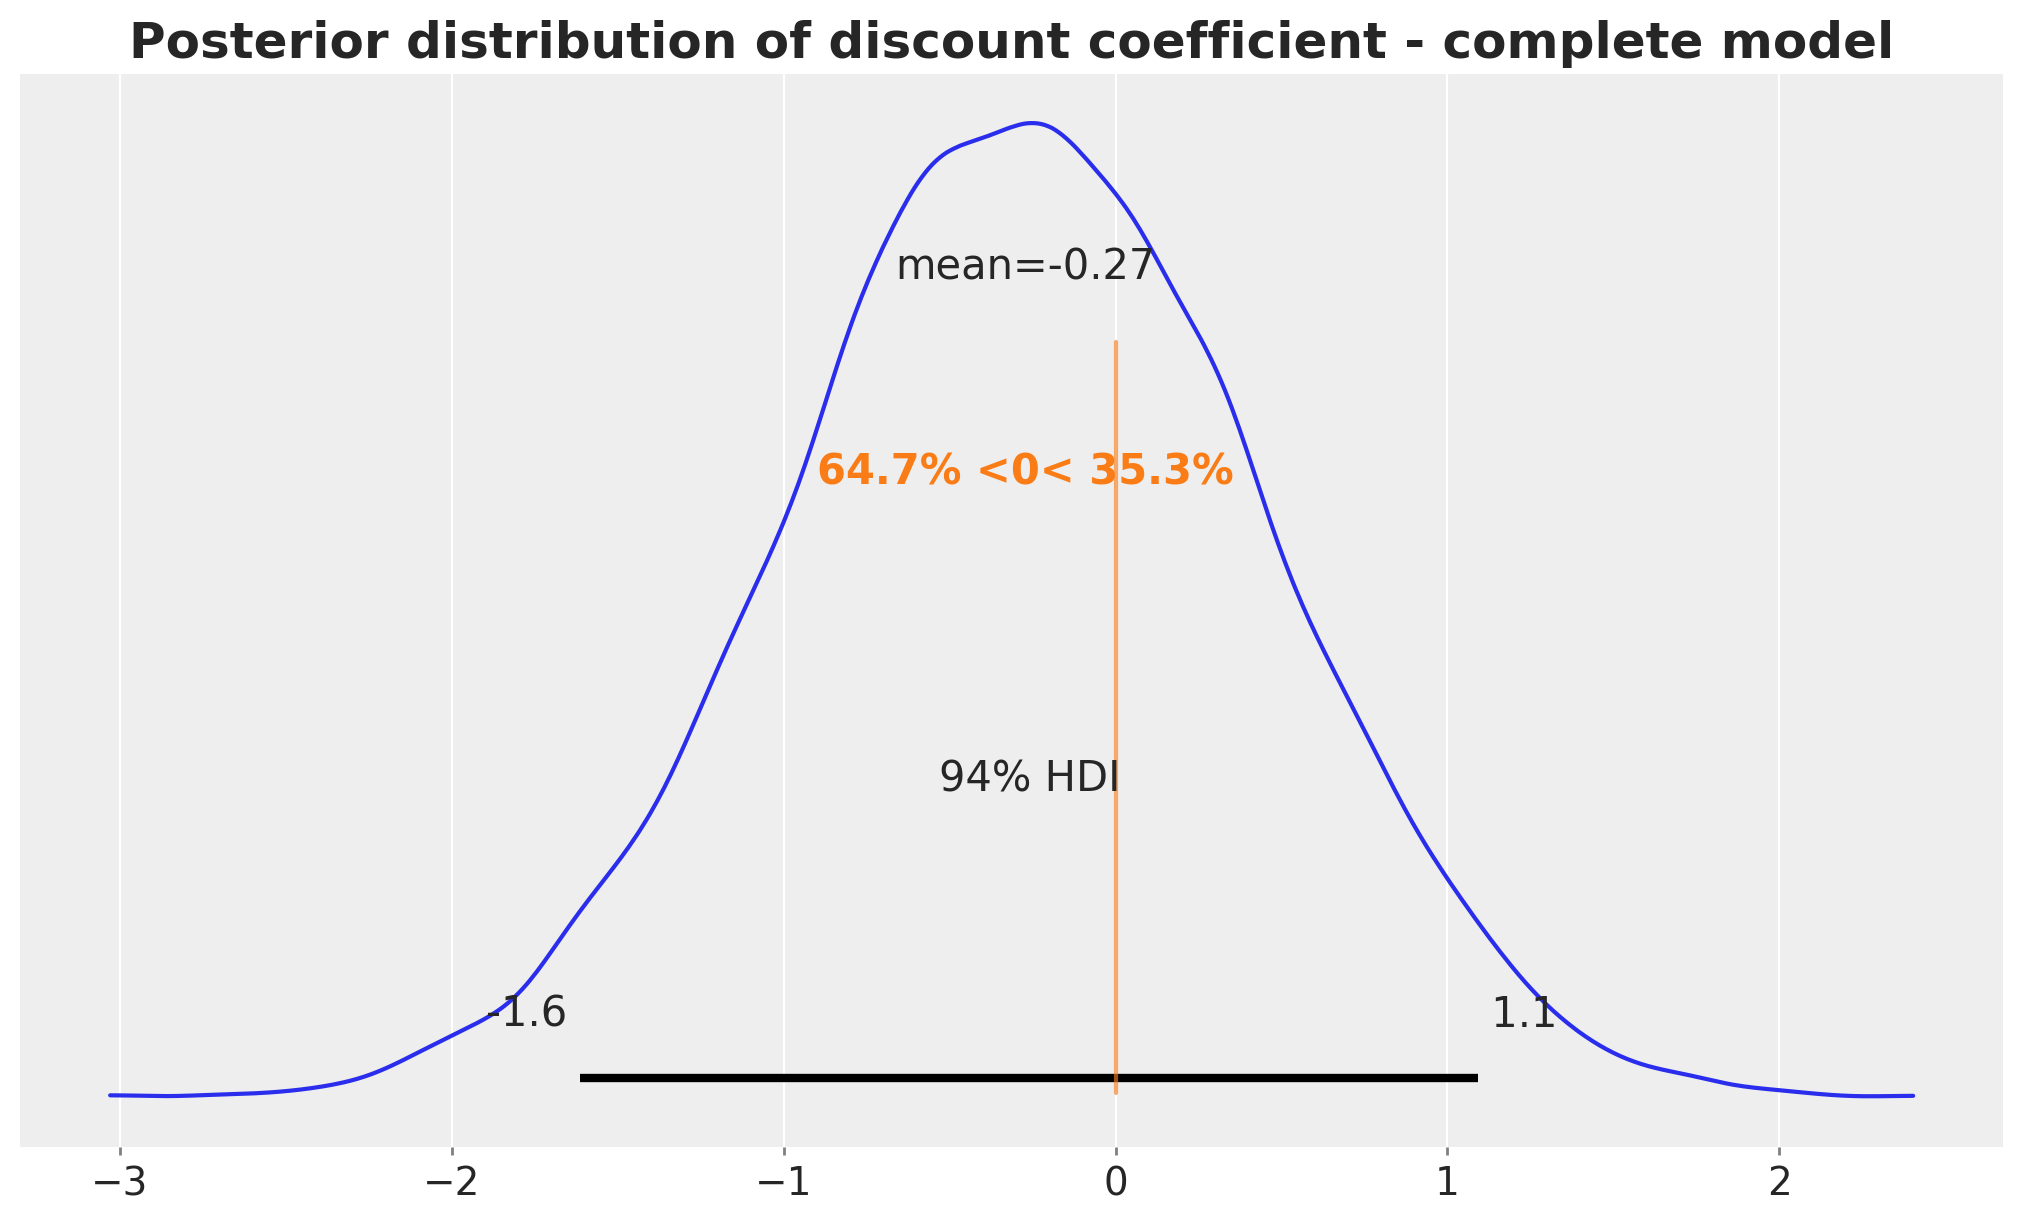 Posterior distribution of discount coefficient - complete model
mean=-0.27
64.7% <0< 35.3%
94% HDI
-1.6
1.1
−3
−2
−1
0
1
2